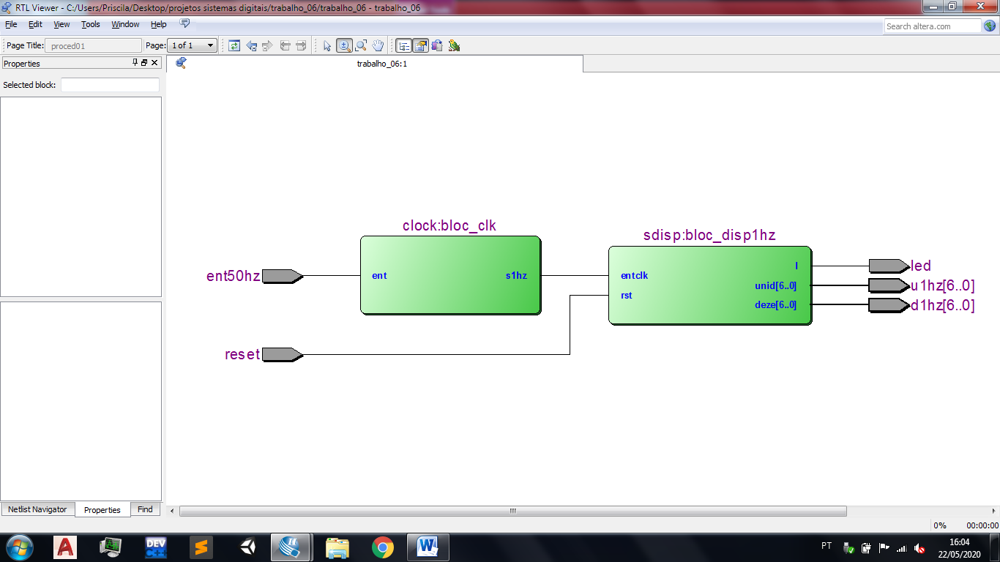 RTL Viewer - C:/Users/Priscila/Desktop/projetos sistemas digitais/trabalho_06/trabalho_06 - trabalho_06
File Edit View Tools Window Help
Search altera.com
Page Title: proced01 Page: 1 of 1
Properties
trabalho_06:1
Selected block:
clock:bloc_clk
sdisp:bloc_disp1hz
ent50hz
ent
s1hz
entclk
rst
l
unid[6..0]
deze[6..0]
led
u1hz[6..0]
d1hz[6..0]
reset
Netlist Navigator Properties Find
0% 00:00:00
DEV
C++
PT
16:04
22/05/2020